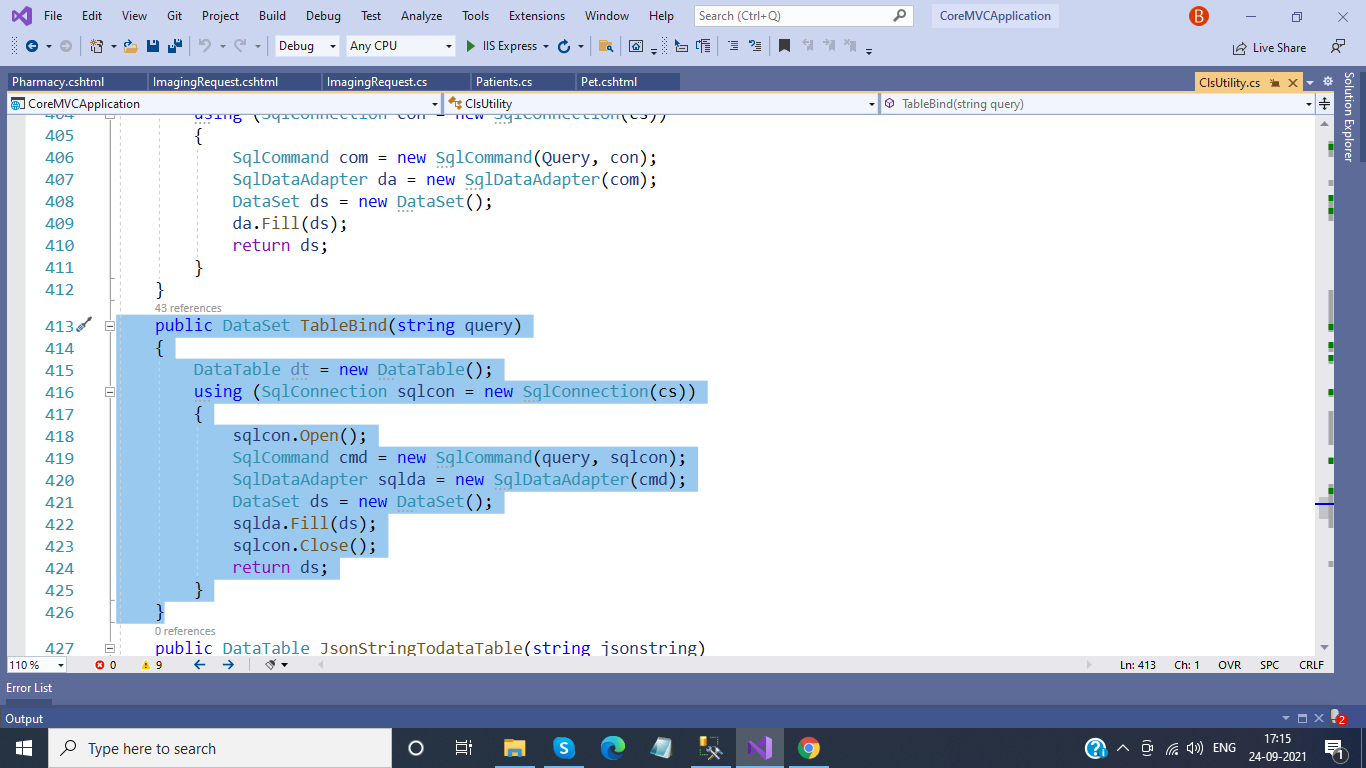 File Edit View Git Project Build Debug Test Analyze Tools Extensions Window Help Search (Ctrl+Q) CoreMVCApplication B
Debug Any CPU IIS Express Live Share
Pharmacy.cshtml ImagingRequest.cshtml ImagingRequest.cs Patients.cs Pet.cshtml ClsUtility.cs
CoreMVCApplication ClsUtility TableBind(string query)
Solution Explorer
404 using (SqlConnection con = new SqlConnection(cs))
405 {
406 SqlCommand com = new SqlCommand(Query, con);
407 SqlDataAdapter da = new SqlDataAdapter(com);
408 DataSet ds = new DataSet();
409 da.Fill(ds);
410 return ds;
411 }
412 }
43 references
413 public DataSet TableBind(string query)
414 {
415 DataTable dt = new DataTable();
416 using (SqlConnection sqlcon = new SqlConnection(cs))
417 {
418 sqlcon.Open();
419 SqlCommand cmd = new SqlCommand(query, sqlcon);
420 SqlDataAdapter sqlda = new SqlDataAdapter(cmd);
421 DataSet ds = new DataSet();
422 sqlda.Fill(ds);
423 sqlcon.Close();
424 return ds;
425 }
426 }
0 references
427 public DataTable JsonStringTodataTable(string jsonstring)
110 % 0 9 Ln: 413 Ch: 1 OVR SPC CRLF
Error List
Output
2
Type here to search ENG 17:15
24-09-2021
1